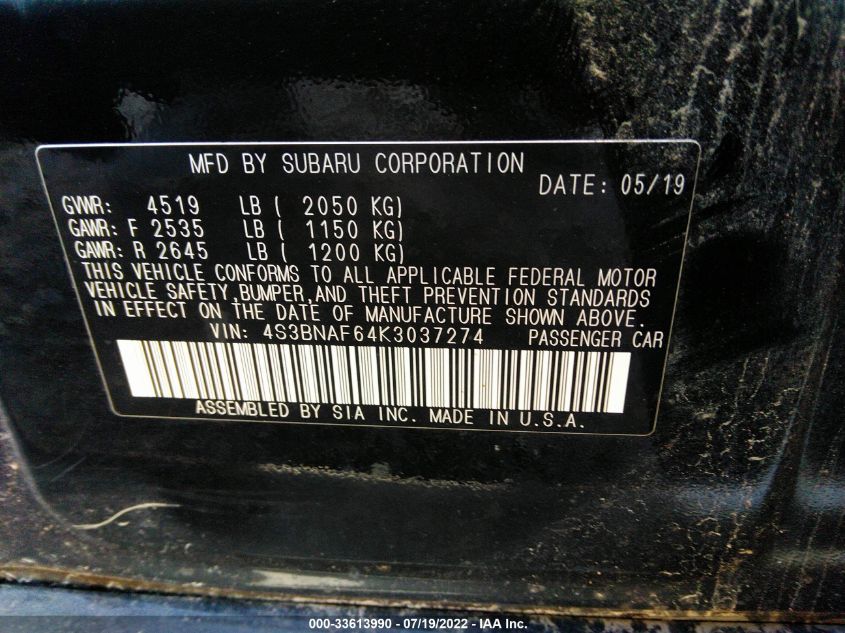 MFD BY SUBARU CORPORATION
DATE: 05/19
GVWR: 4519 LB ( 2050 KG)
GAWR: F 2535 LB ( 1150 KG)
GAWR: R 2645 LB ( 1200 KG)
THIS VEHICLE CONFORMS TO ALL APPLICABLE FEDERAL MOTOR
VEHICLE SAFETY,BUMPER,AND THEFT PREVENTION STANDARDS
IN EFFECT ON THE DATE OF MANUFACTURE SHOWN ABOVE.
VIN: 4S3BNAF64K3037274 PASSENGER CAR
ASSEMBLED BY SIA INC. MADE IN U.S.A.
000-33613990 - 07/19/2022 - IAA Inc.